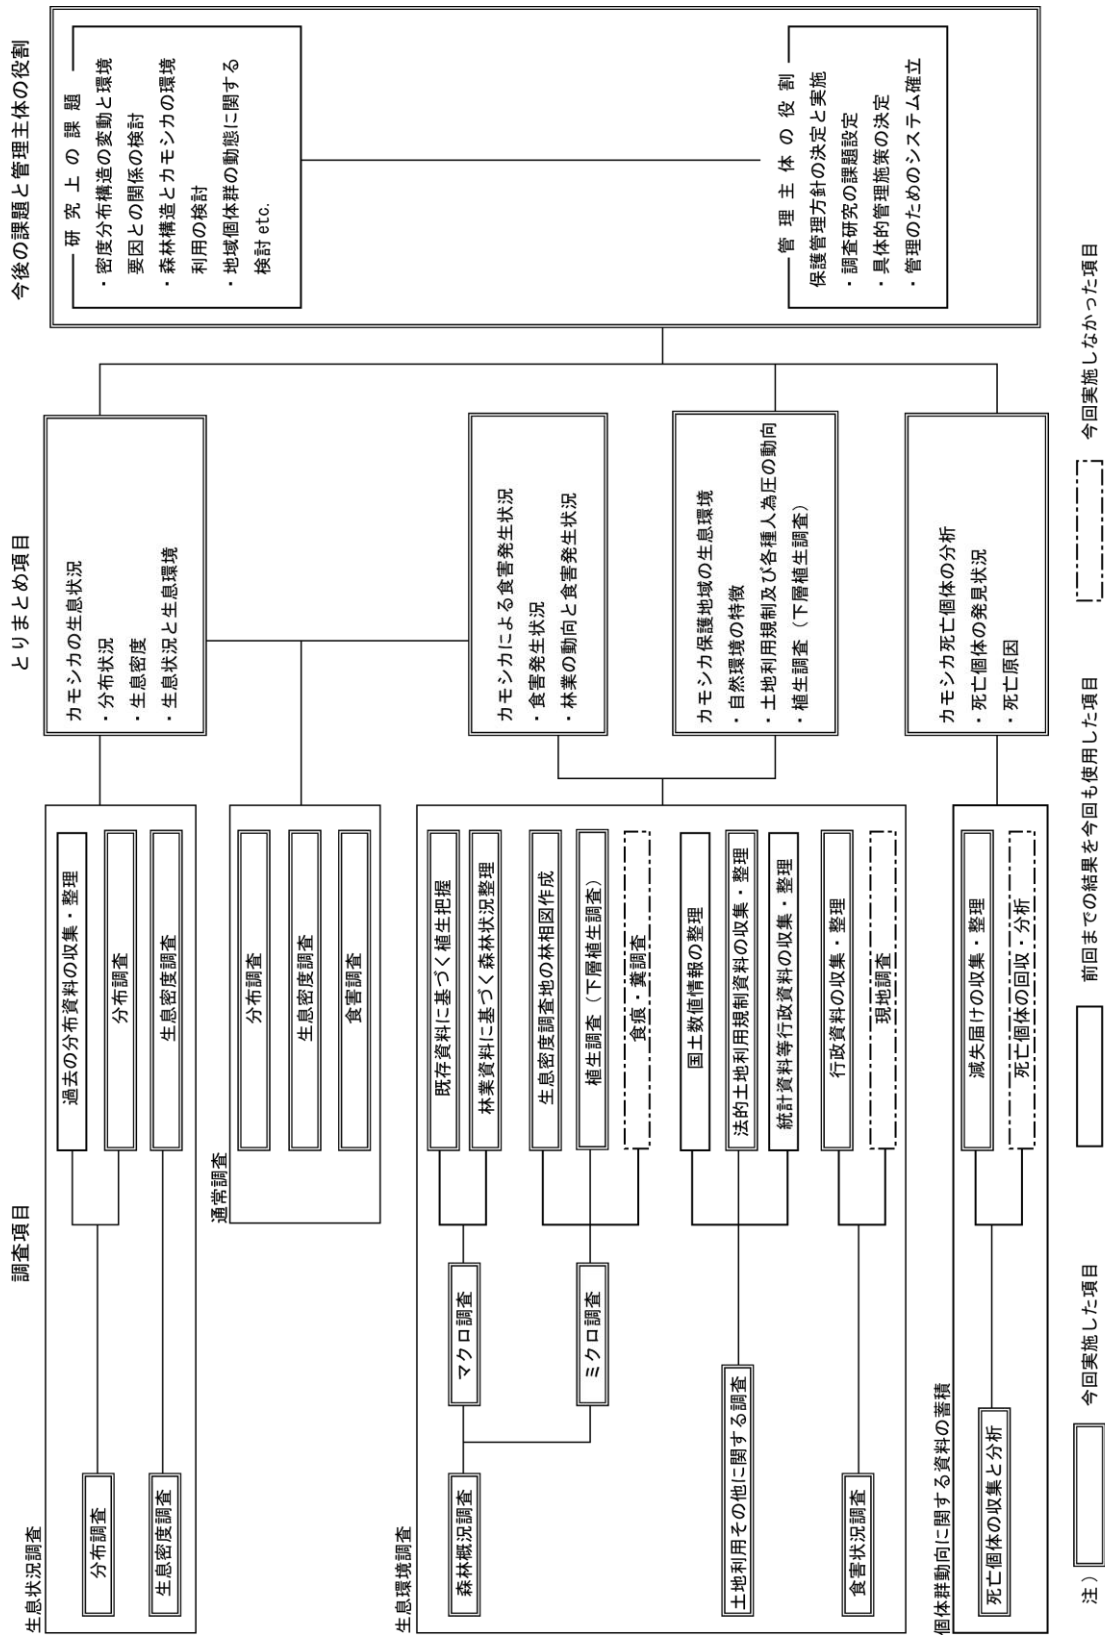 調査項目
とりまとめ項目
今後の課題と管理主体の役割
生息状況調査
分布調査
過去の分布資料の収集・整理
分布調査
生息密度調査
生息密度調査
通常調査
分布調査
生息密度調査
食害調査
生息環境調査
森林概況調査
マクロ調査
既存資料に基づく植生把握
林業資料に基づく森林状況整理
ミクロ調査
生息密度調査地の林相図作成
植生調査（下層植生調査）
食痕・糞調査
土地利用その他に関する調査
国土数値情報の整理
法的土地利用規制資料の収集・整理
統計資料等行政資料の収集・整理
食害状況調査
行政資料の収集・整理
現地調査
個体群動向に関する資料の蓄積
死亡個体の収集と分析
滅失届けの収集・整理
死亡個体の回収・分析
カモシカの生息状況
・分布状況
・生息密度
・生息状況と生息環境
カモシカによる食害発生状況
・食害発生状況
・林業の動向と食害発生状況
カモシカ保護地域の生息環境
・自然環境の特徴
・土地利用規制及び各種人為圧の動向
・植生調査（下層植生調査）
カモシカ死亡個体の分析
・死亡個体の発見状況
・死亡原因
研究上の課題
・密度分布構造の変動と環境
要因との関係の検討
・森林構造とカモシカの環境
利用の検討
・地域個体群の動態に関する
検討 etc.
管理主体の役割
保護管理方針の決定と実施
・調査研究の課題設定
・具体的管理施策の決定
・管理のためのシステム確立
注）
今回実施した項目
前回までの結果を今回も使用した項目
今回実施しなかった項目